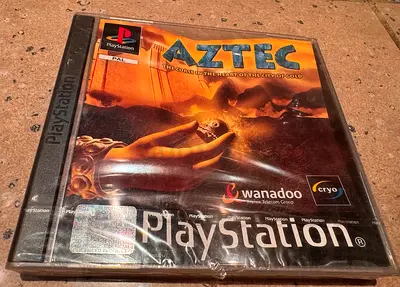 PlayStation
PlayStation
PAL
AZTEC
THE CURSE IN THE HEART OF THE CITY OF GOLD
wanadoo
cryo
PlayStation®